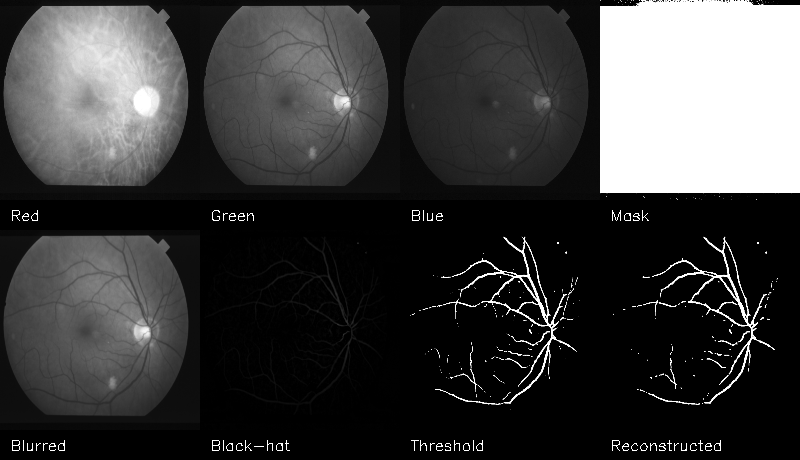 Red
Green
Blue
Mask
Blurred
Black-hat
Threshold
Reconstructed